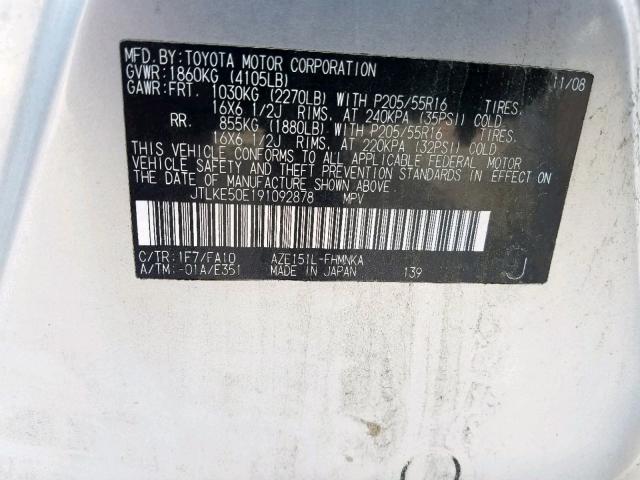 MFD.BY:TOYOTA MOTOR CORPORATION 11/08
GVWR:1860KG (4105LB)
GAWR:FRT. 1030KG (2270LB) WITH P205/55R16 TIRES,
16X6 1/2J RIMS, AT 240KPA (35PSI) COLD
RR. 855KG (1880LB) WITH P205/55R16 TIRES,
16X6 1/2J RIMS, AT 220KPA (32PSI) COLD
THIS VEHICLE CONFORMS TO ALL APPLICABLE FEDERAL MOTOR
VEHICLE SAFETY AND THEFT PREVENTION STANDARDS IN EFFECT ON
THE DATE OF MANUFACTURE SHOWN ABOVE.
JTLKE50E191092878 MPV
C/TR:1F7/FA10 AZE151L-FHMNKA
A/TM:-01A/E351 MADE IN JAPAN 139 J